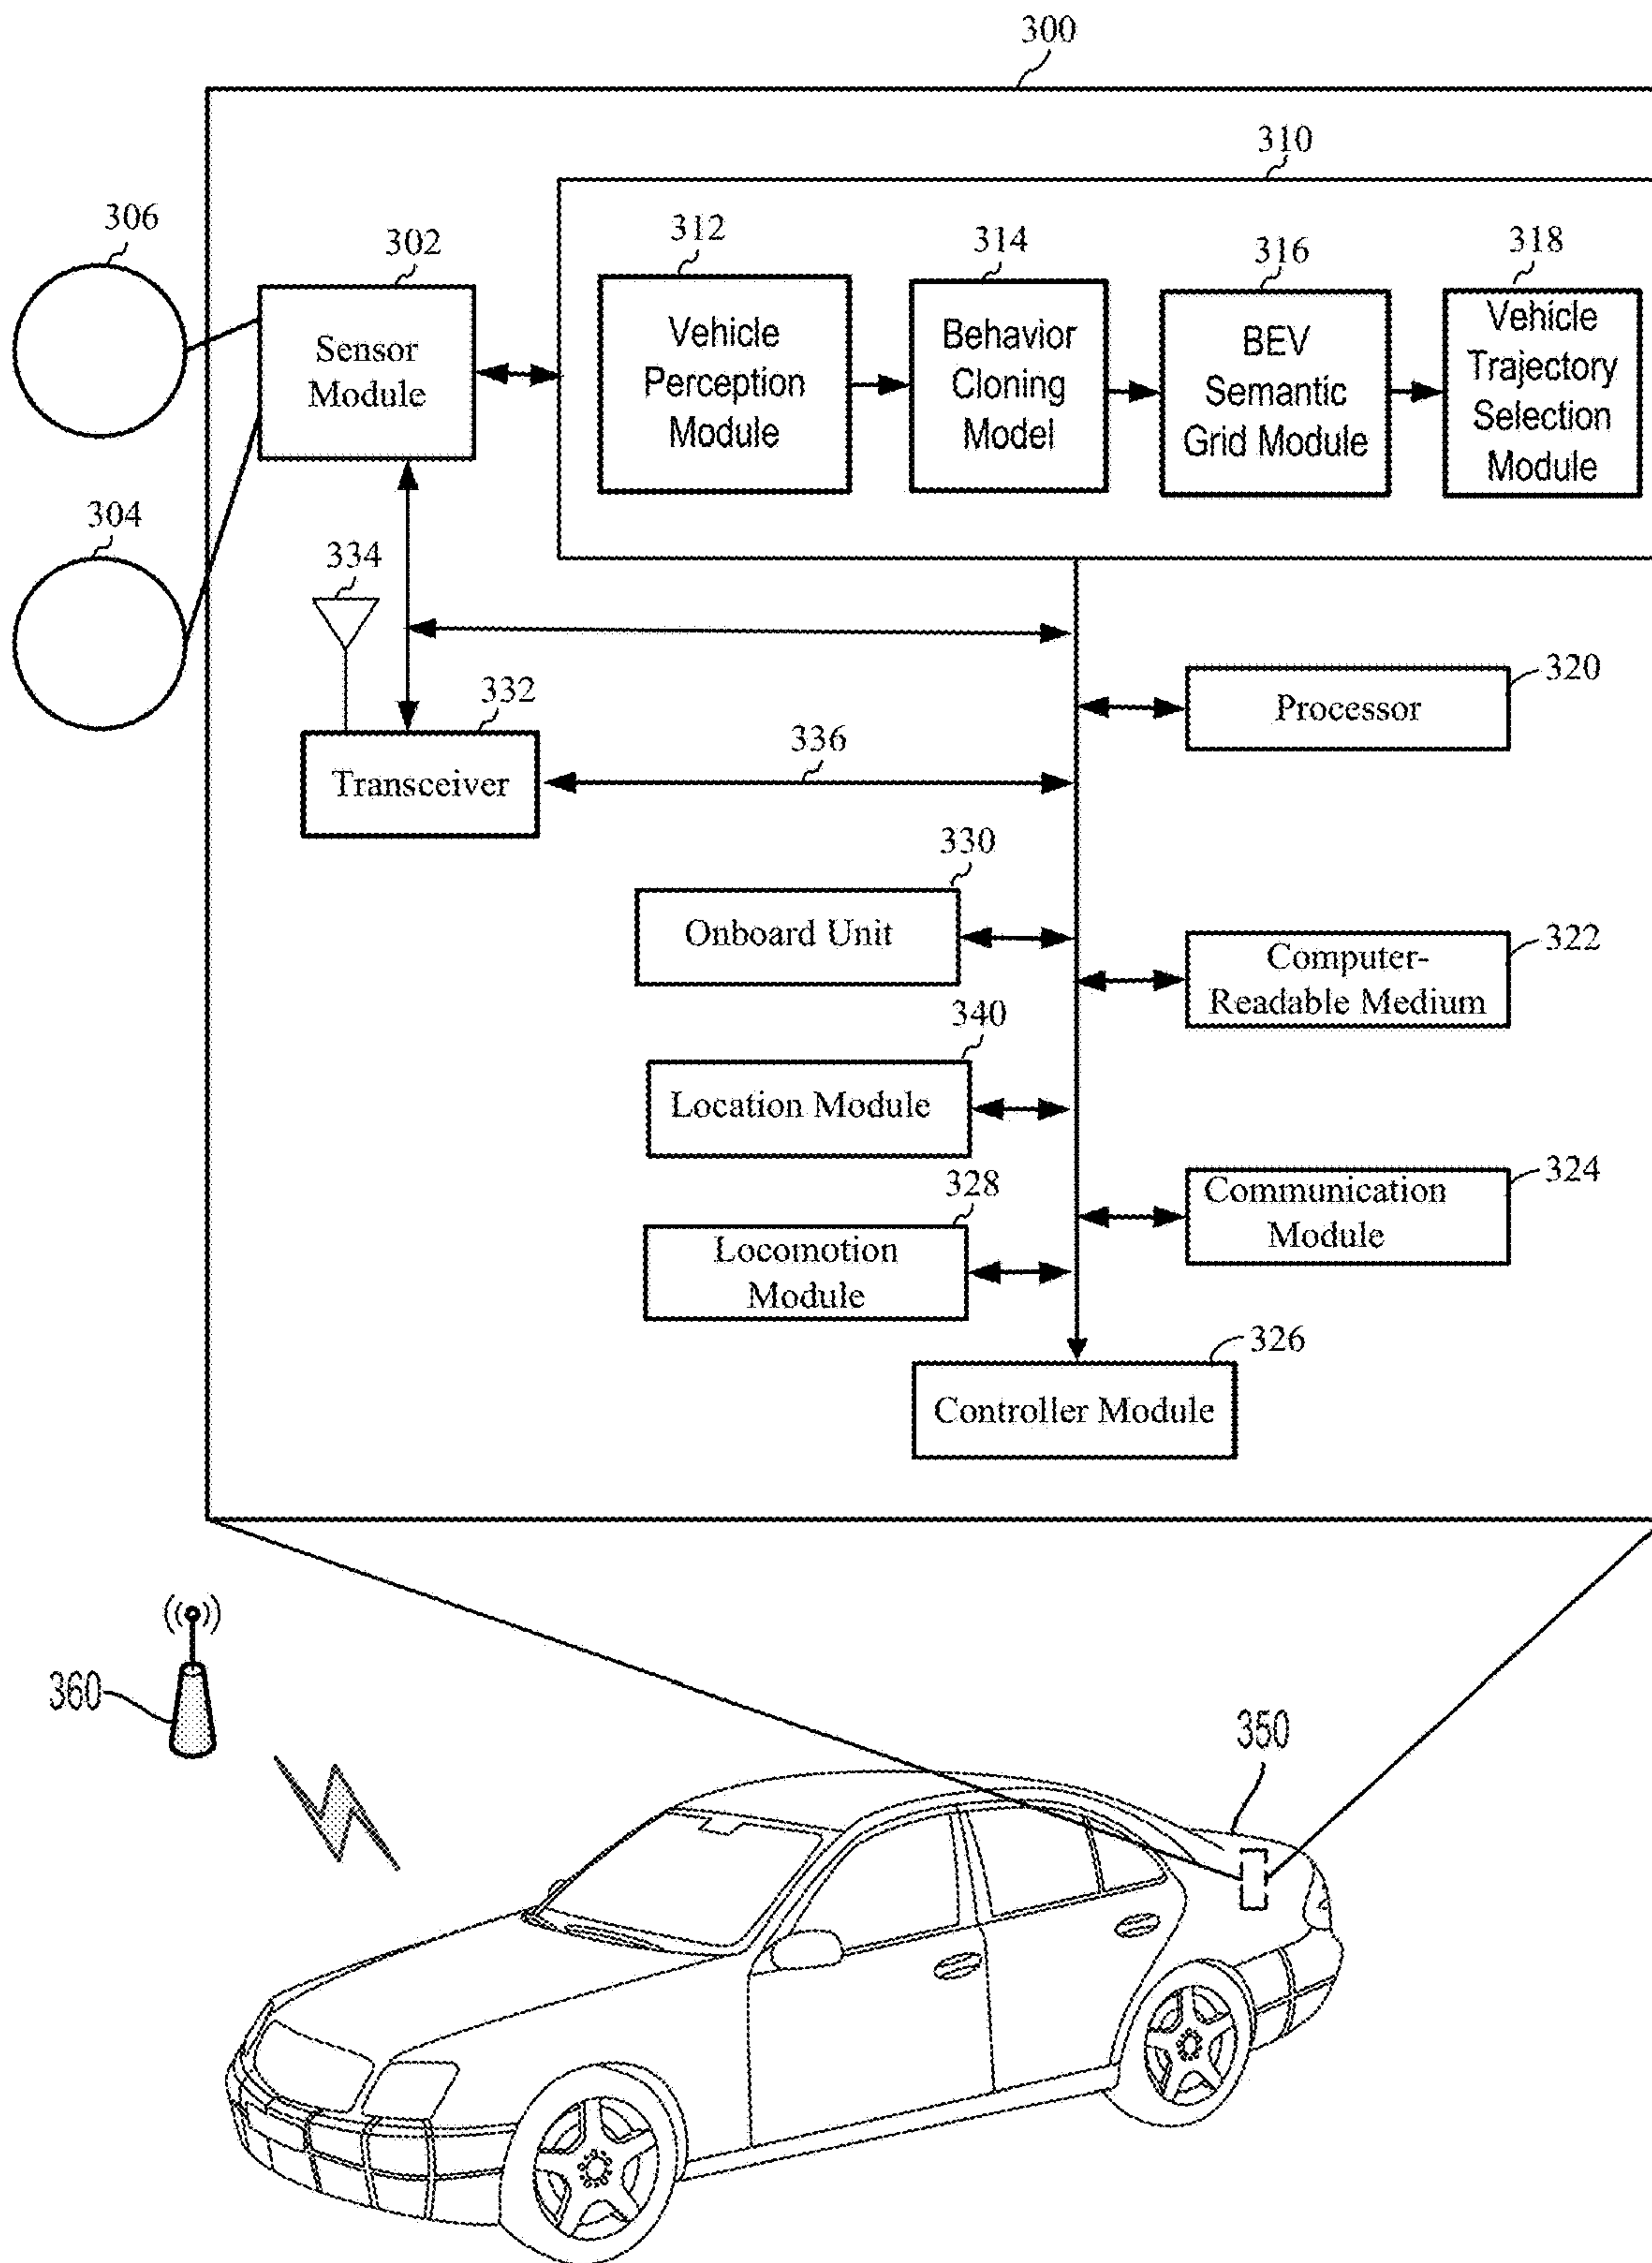 300
310
306
302
312
314
316
318
Sensor
Module
Vehicle
Perception
Module
Behavior
Cloning
Model
BEV
Semantic
Grid Module
Vehicle
Trajectory
Selection
Module
304
334
332
336
320
Processor
Transceiver
330
Onboard Unit
322
Computer-
Readable Medium
340
Location Module
324
Communication
Module
328
Locomotion
Module
326
Controller Module
360
350